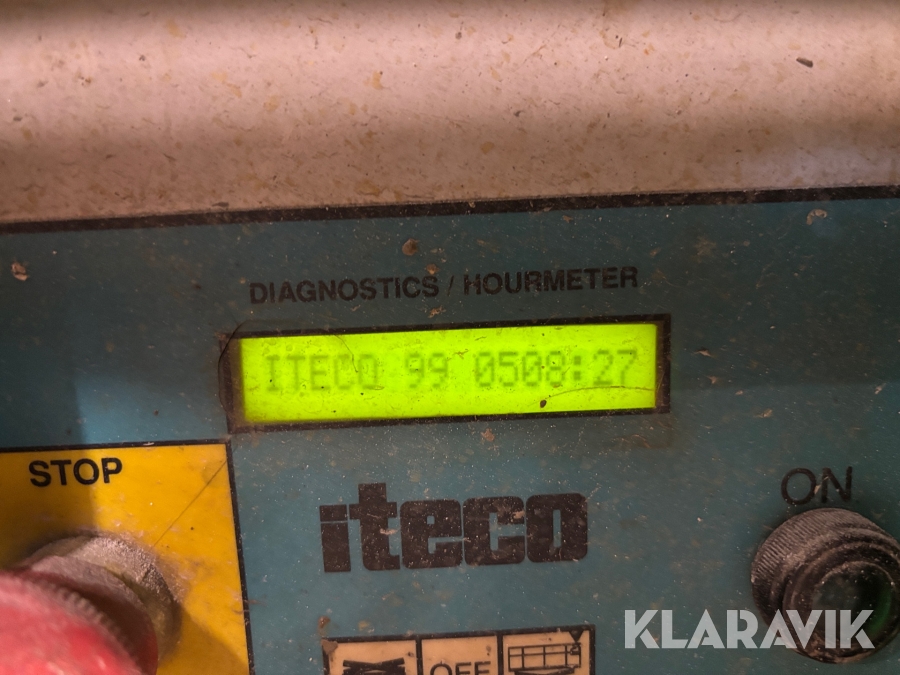 DIAGNOSTICS / HOURMETER
ITECO 99 0508:27
STOP
ON
iteco
OFF
KLARAVIK